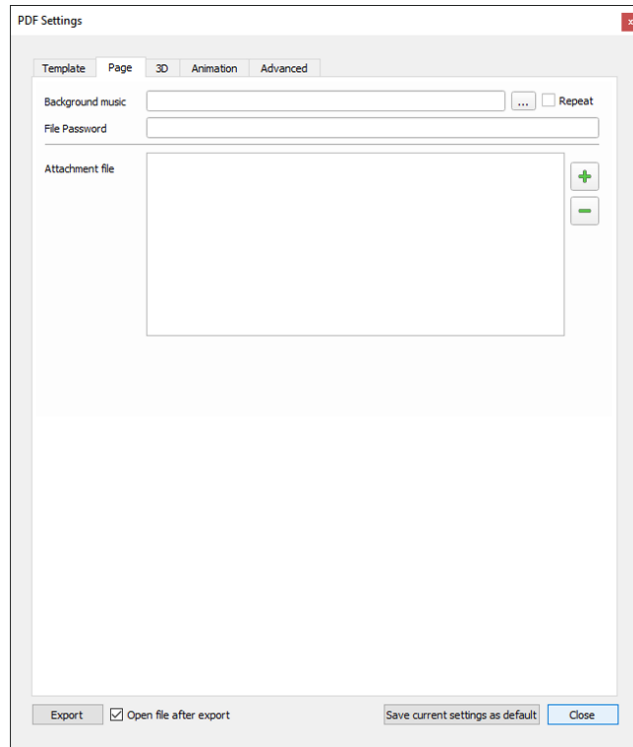 PDF Settings
x
Template Page 3D Animation Advanced
Background music ... Repeat
File Password
Attachment file
Export Open file after export Save current settings as default Close